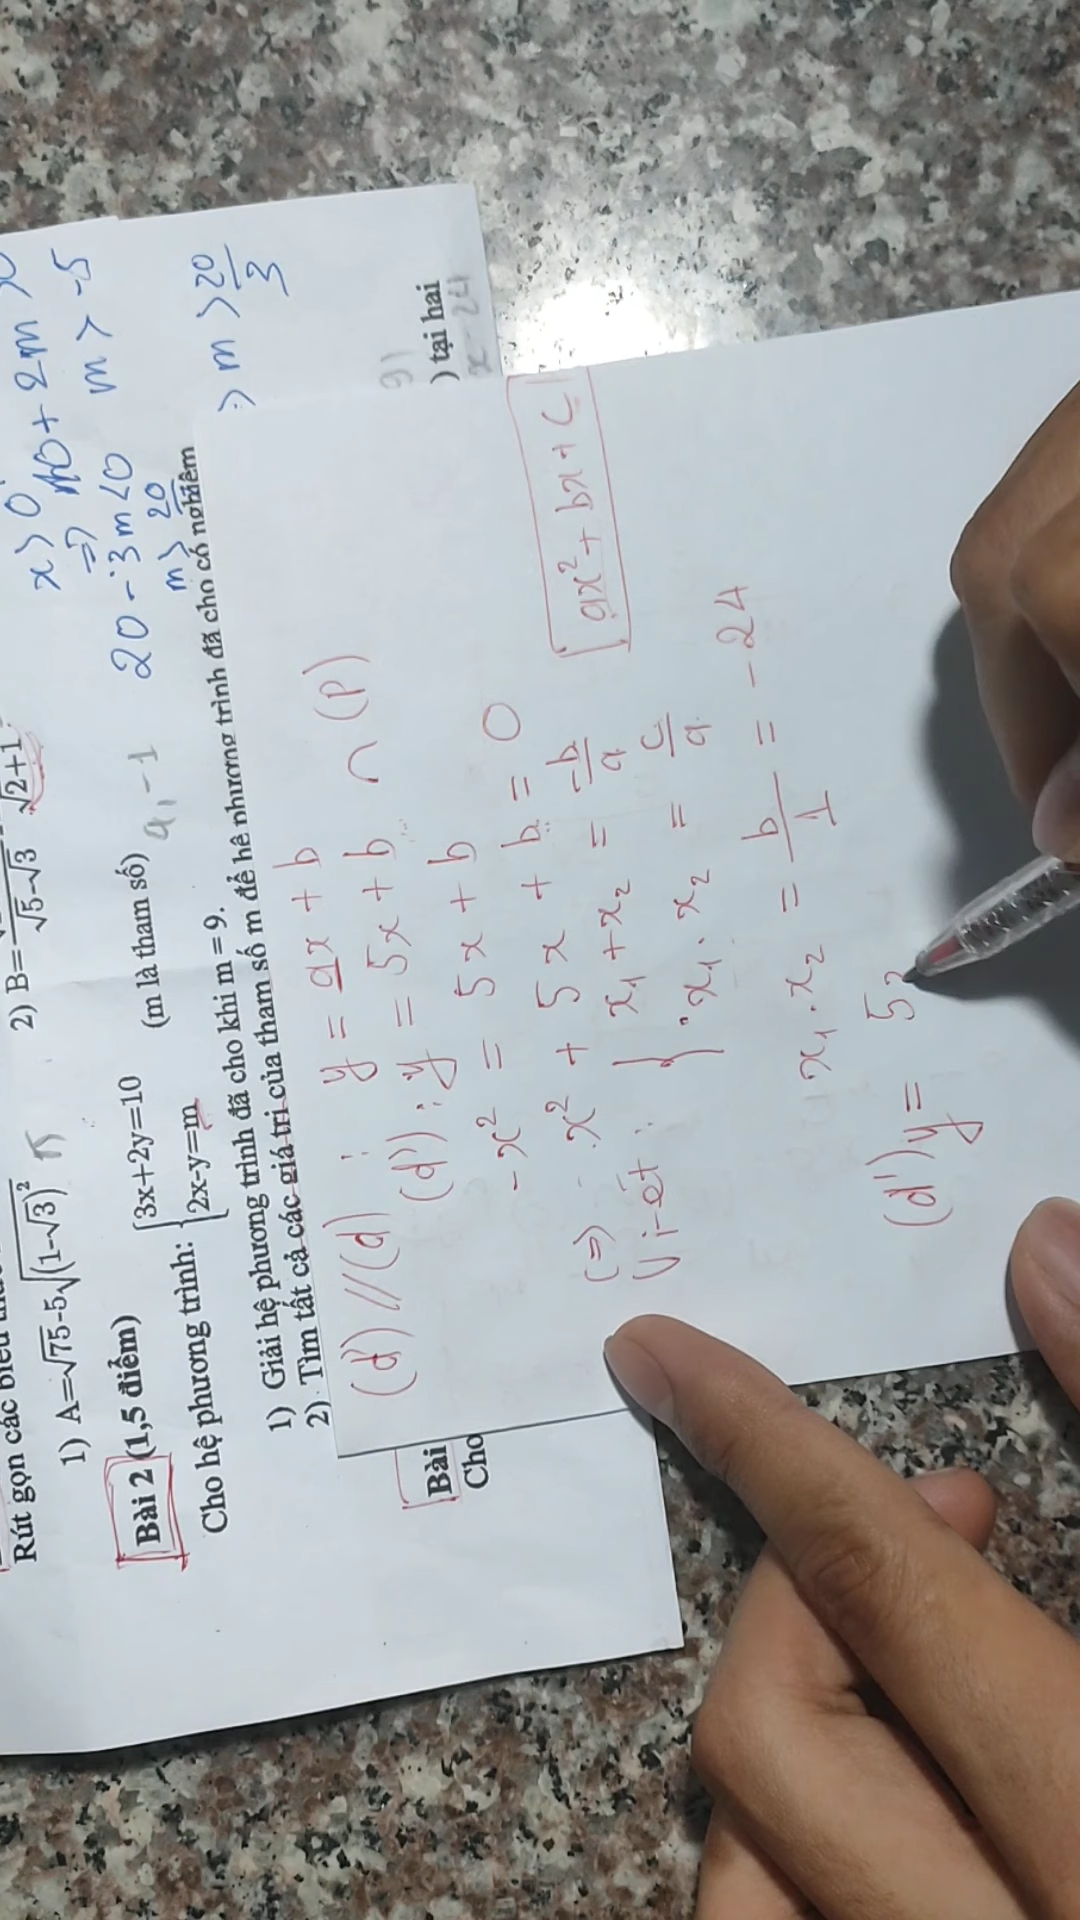 Rút gọn các
1) A=√75-5√(1-√3)²
2) B= √5-√3 √2+1
x > 0
=> 10 + 2m >
m > -5
Bài 2 (1,5 điểm)
20 - 3m < 0
m > 20
=> m > 20/3
Cho hệ phương trình: {3x+2y=10
2x-y=m
(m là tham số)
1) Giải hệ phương trình đã cho khi m = 9.
2) Tìm tất cả các giá trị của tham số m để hệ phương trình đã cho có nghiệm
Bài
Cho
) tại hai
(d') // (d) : y = ax + b
(d') : y = 5x + b ∩ (P)
-x² = 5x + b
(=) x² + 5x + b = 0
ax² + bx + c
Vi-ét : { x₁ + x₂ = -b/a
x₁ . x₂ = c/a
x₁ . x₂ = b/1 = -24
(d') y = 5